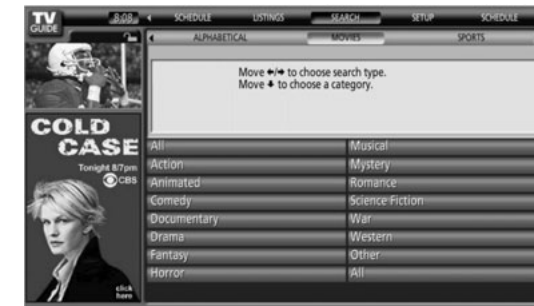 TV
GUIDE
8:08
SCHEDULE LISTINGS SEARCH SETUP SCHEDULE
ALPHABETICAL MOVIES SPORTS
Move ←/→ to choose search type.
Move ↓ to choose a category.
COLD
CASE
Tonight 8/7pm
CBS
click
here
All Musical
Action Mystery
Animated Romance
Comedy Science Fiction
Documentary War
Drama Western
Fantasy Other
Horror All